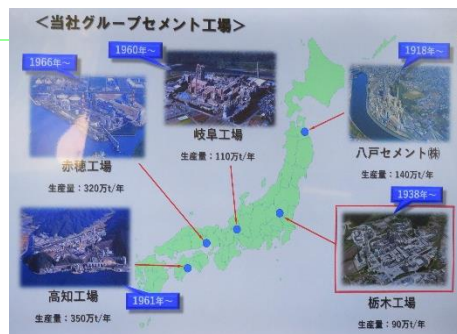 ＜当社グループセメント工場＞
1966年～
1960年～
1918年～
赤穂工場
生産量：320万t/年
岐阜工場
生産量：110万t/年
八戸セメント㈱
生産量：140万t/年
高知工場
1961年～
生産量：350万t/年
1938年～
栃木工場
生産量：90万t/年